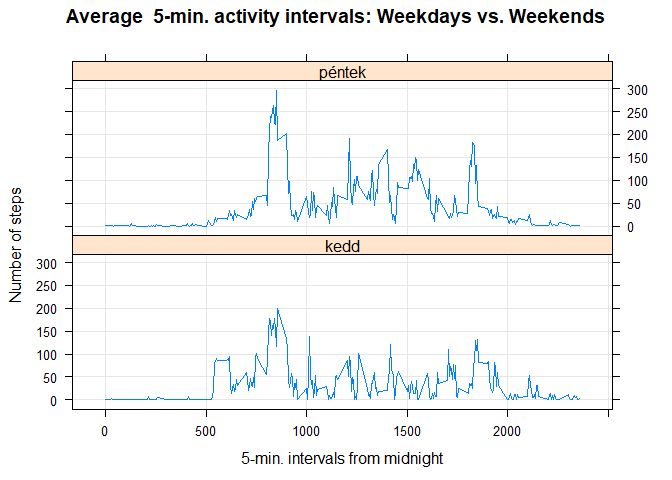 Average  5-min. activity intervals: Weekdays vs. Weekends
péntek
300
250
200
150
100
50
0
kedd
300
250
200
150
100
50
0
Number of steps
0 500 1000 1500 2000
5-min. intervals from midnight